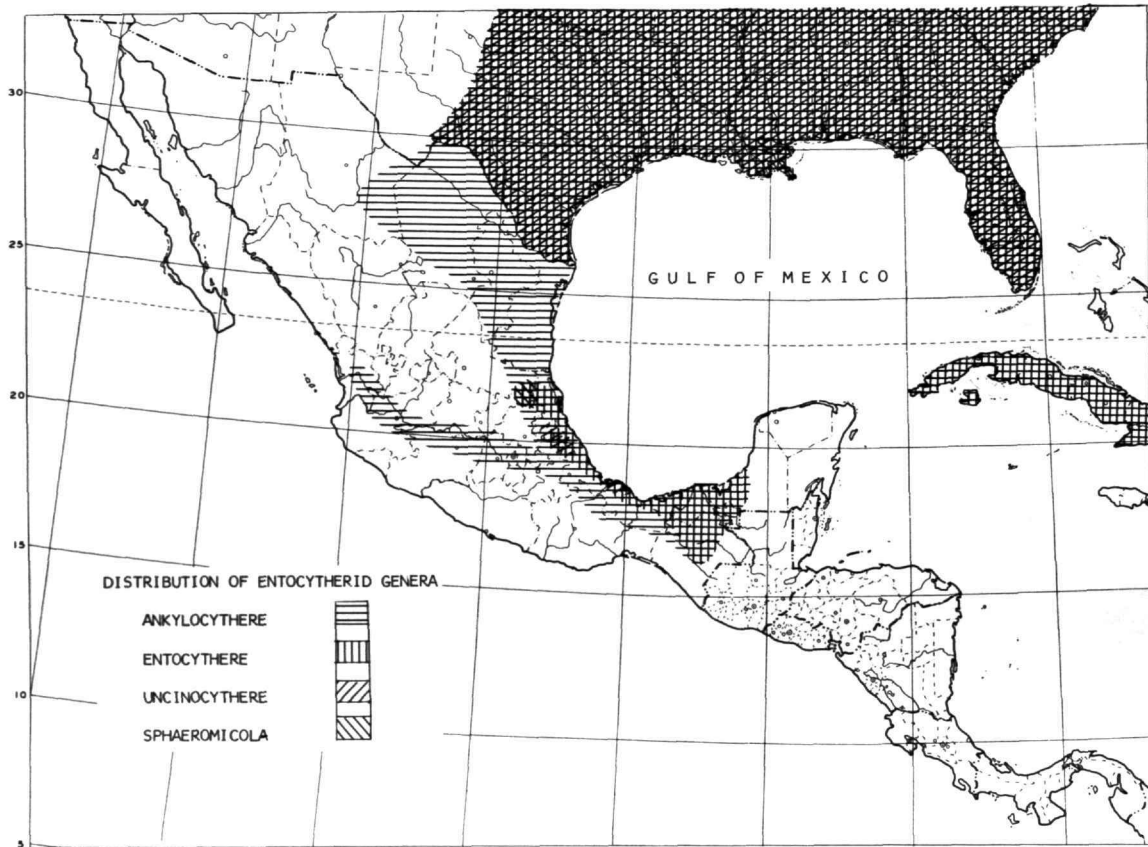 30
25
GULF OF MEXICO
20
15
DISTRIBUTION OF ENTOCYTHERID GENERA
ANKYLOCYTHERE
ENTOCYTHERE
10
UNCINOCYTHERE
SPHAEROMICOLA
5